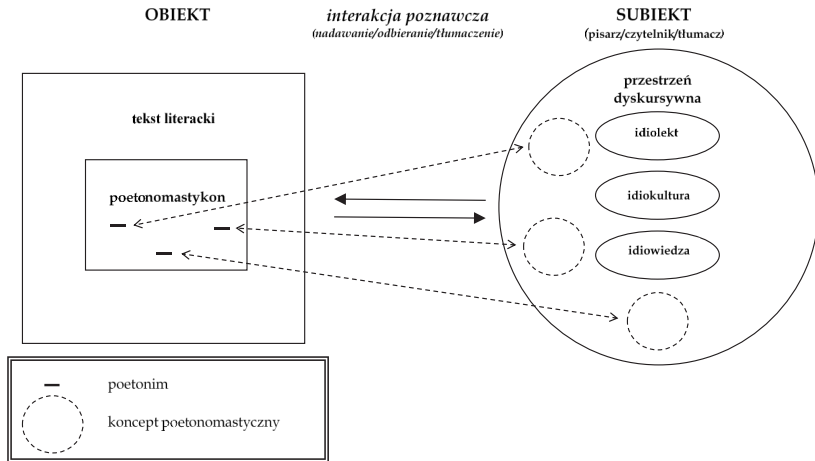 OBIEKT
interakcja poznawcza
(nadawanie/odbieranie/tłumaczenie)
SUBIEKT
(pisarz/czytelnik/tłumacz)
tekst literacki
poetonomastykon
przestrzeń
dyskursywna
idiolekt
idiokultura
idiowiedza
poetonim
koncept poetonomastyczny